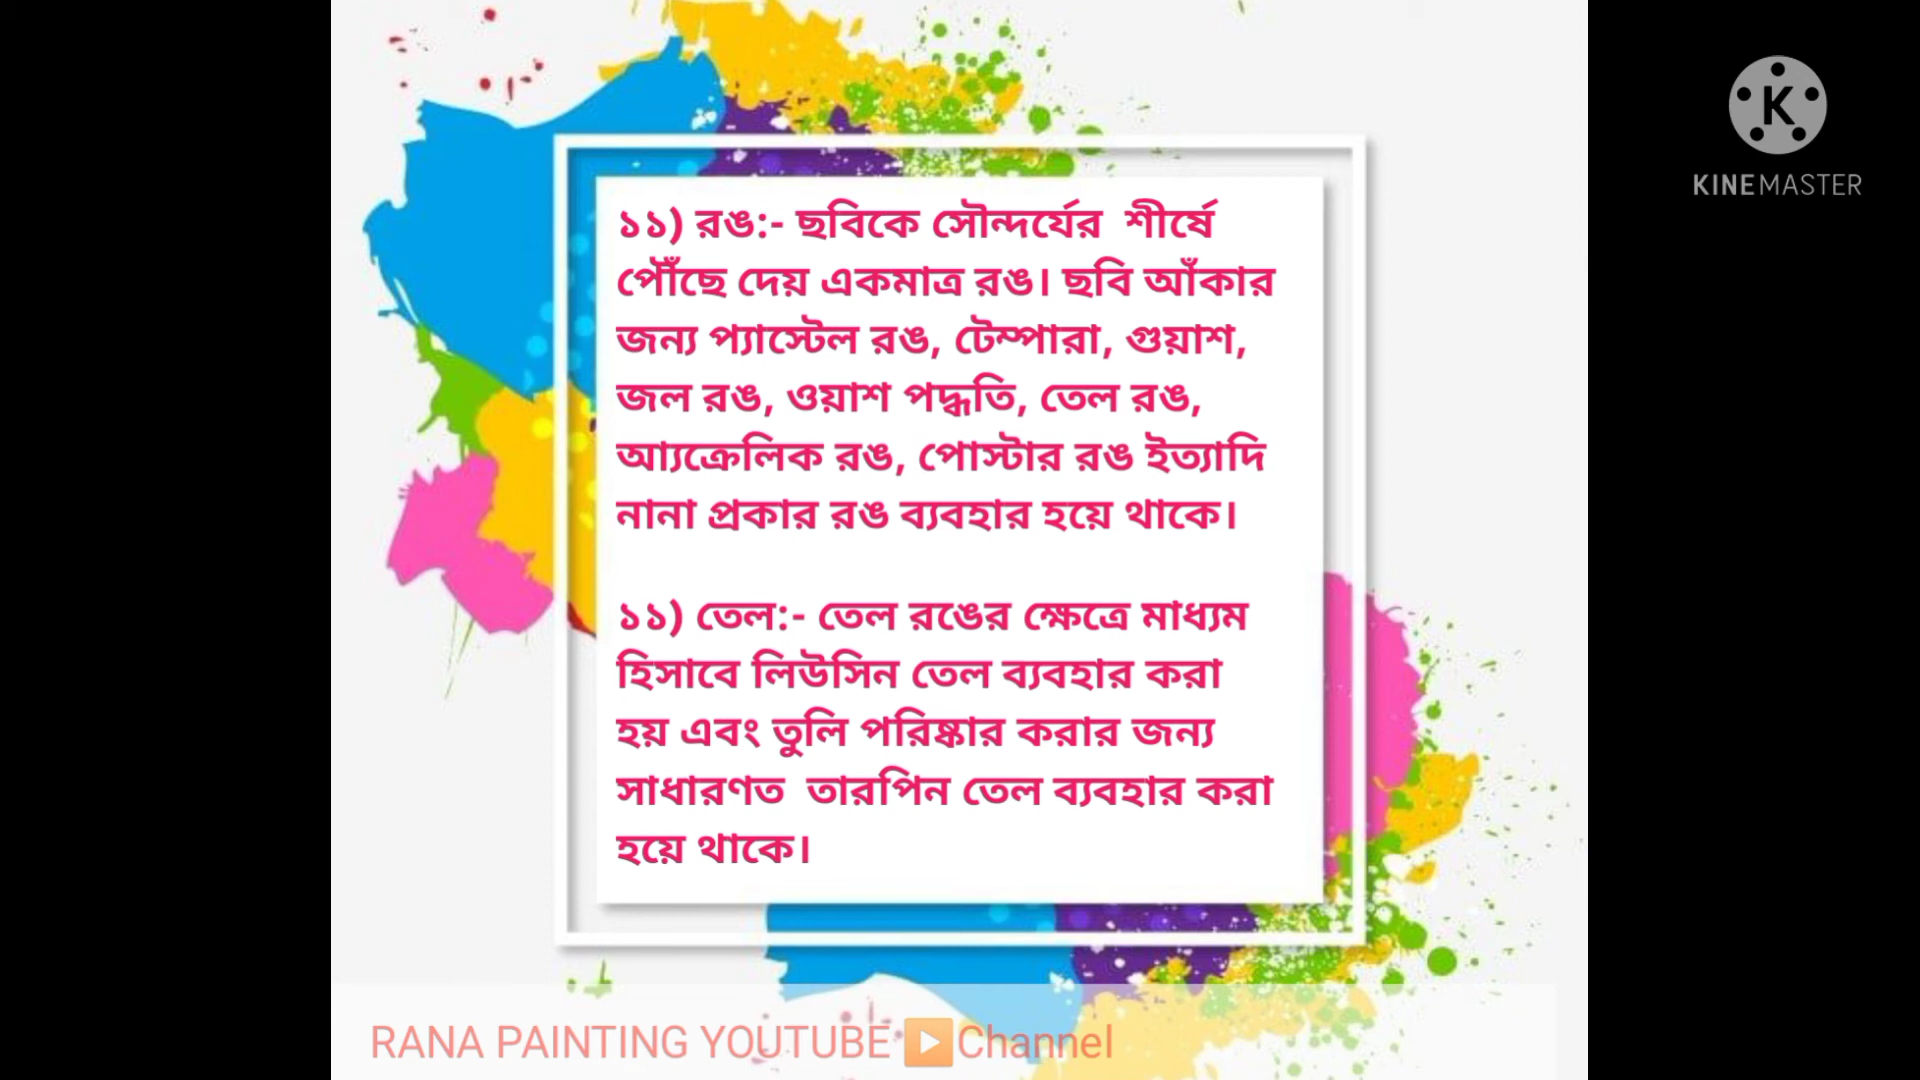 ১১) রঙ:- ছবিকে সৌন্দর্যের শীর্ষে
পৌঁছে দেয় একমাত্র রঙ। ছবি আঁকার
জন্য প্যাস্টেল রঙ, টেম্পারা, গুয়াশ,
জল রঙ, ওয়াশ পদ্ধতি, তেল রঙ,
আ্যক্রেলিক রঙ, পোস্টার রঙ ইত্যাদি
নানা প্রকার রঙ ব্যবহার হয়ে থাকে।
১১) তেল:- তেল রঙের ক্ষেত্রে মাধ্যম
হিসাবে লিউসিন তেল ব্যবহার করা
হয় এবং তুলি পরিষ্কার করার জন্য
সাধারণত তারপিন তেল ব্যবহার করা
হয়ে থাকে।
RANA PAINTING YOUTUBE ▶️Channel
K
KINEMASTER